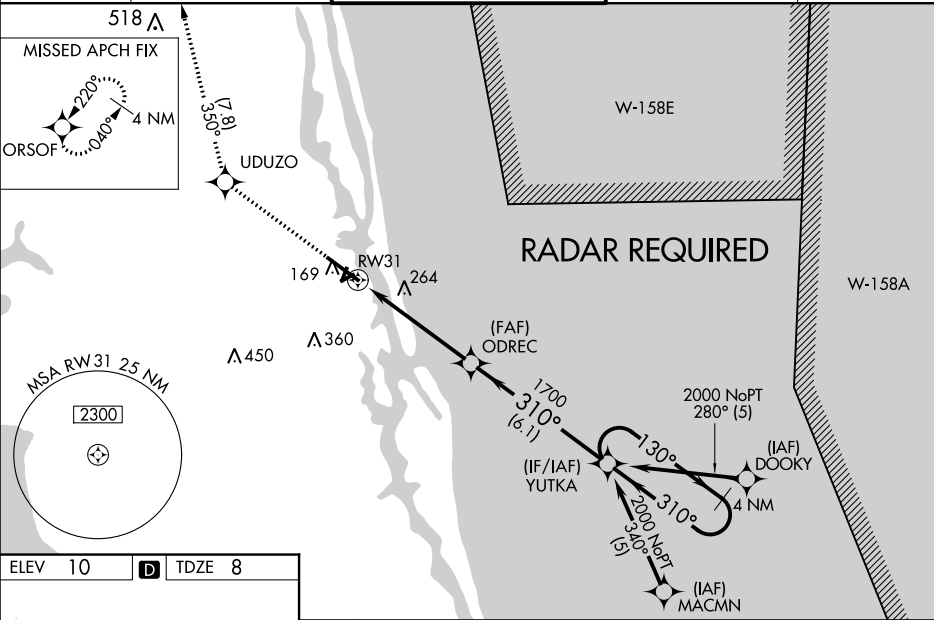 518
MISSED APCH FIX
220°
4 NM
ORSOF
040°
(7.8)
350°
UDUZO
W-158E
RADAR REQUIRED
W-158A
169
RW31
264
450
360
(FAF)
ODREC
1700
310°
(6.1)
2000 NoPT
280° (5)
(IAF)
DOOKY
(IF/IAF)
YUTKA
130°
310°
4 NM
2000 NoPT
340°
(5)
(IAF)
MACMN
MSA RW 31 25 NM
2300
ELEV 10
D
TDZE 8